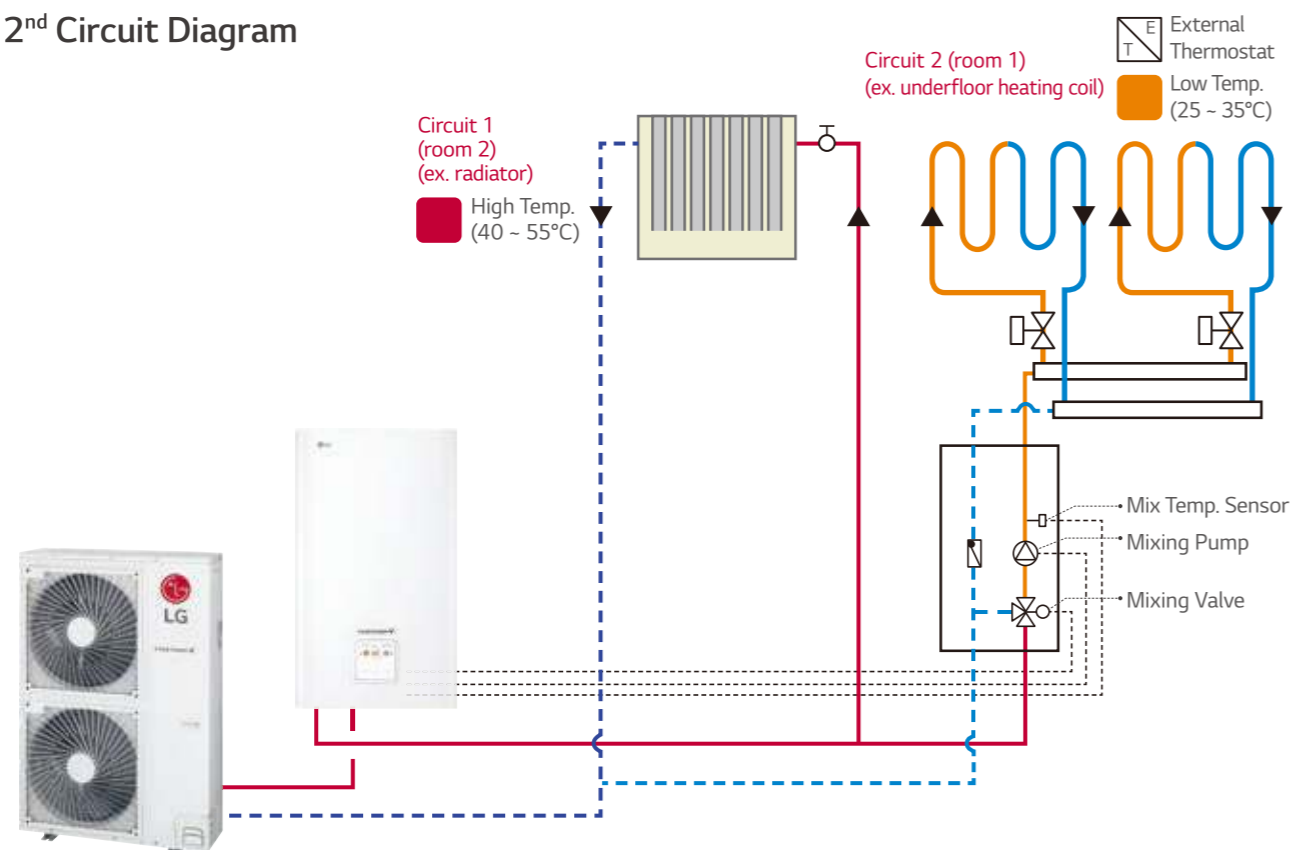 2nd Circuit Diagram
E
T
External
Thermostat
Circuit 2 (room 1)
(ex. underfloor heating coil)
Low Temp.
(25 ~ 35°C)
Circuit 1
(room 2)
(ex. radiator)
High Temp.
(40 ~ 55°C)
Mix Temp. Sensor
Mixing Pump
Mixing Valve
LG